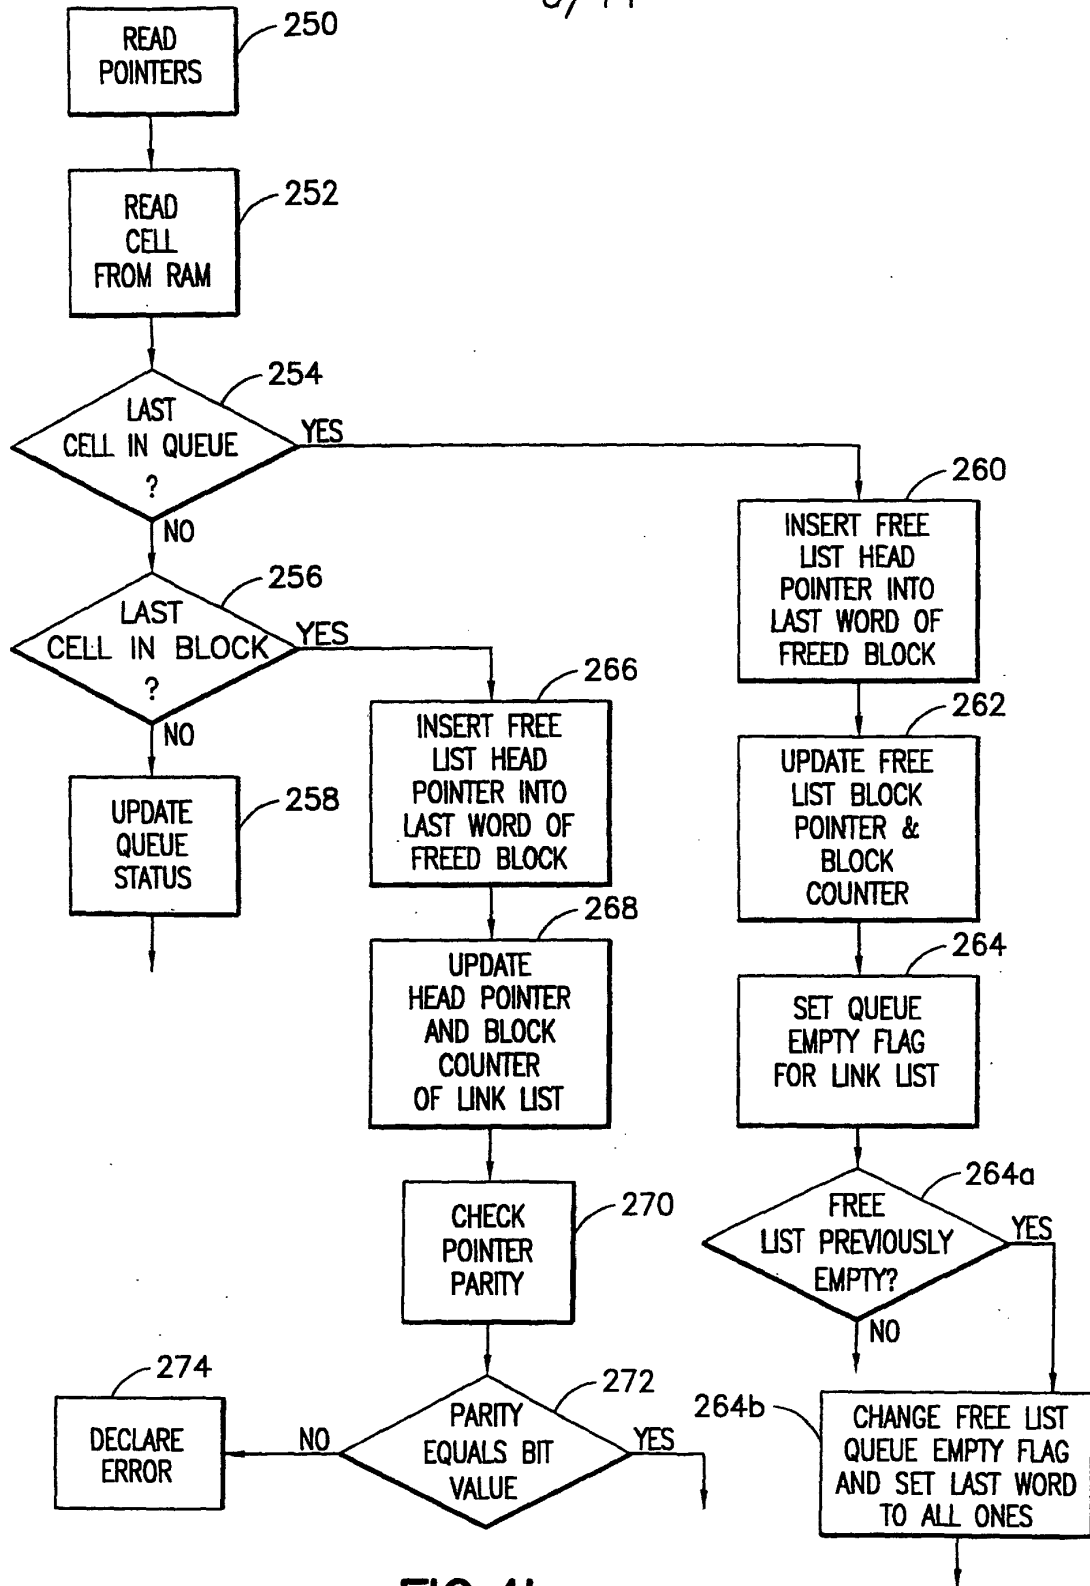 250
READ
POINTERS
252
READ
CELL
FROM RAM
254
LAST
CELL IN QUEUE
?
YES
NO
256
LAST
CELL IN BLOCK
?
YES
NO
258
UPDATE
QUEUE
STATUS
266
INSERT FREE
LIST HEAD
POINTER INTO
LAST WORD OF
FREED BLOCK
268
UPDATE
HEAD POINTER
AND BLOCK
COUNTER
OF LINK LIST
270
CHECK
POINTER
PARITY
272
PARITY
EQUALS BIT
VALUE
NO
YES
274
DECLARE
ERROR
260
INSERT FREE
LIST HEAD
POINTER INTO
LAST WORD OF
FREED BLOCK
262
UPDATE FREE
LIST BLOCK
POINTER &
BLOCK
COUNTER
264
SET QUEUE
EMPTY FLAG
FOR LINK LIST
264a
FREE
LIST PREVIOUSLY
EMPTY?
YES
NO
264b
CHANGE FREE LIST
QUEUE EMPTY FLAG
AND SET LAST WORD
TO ALL ONES